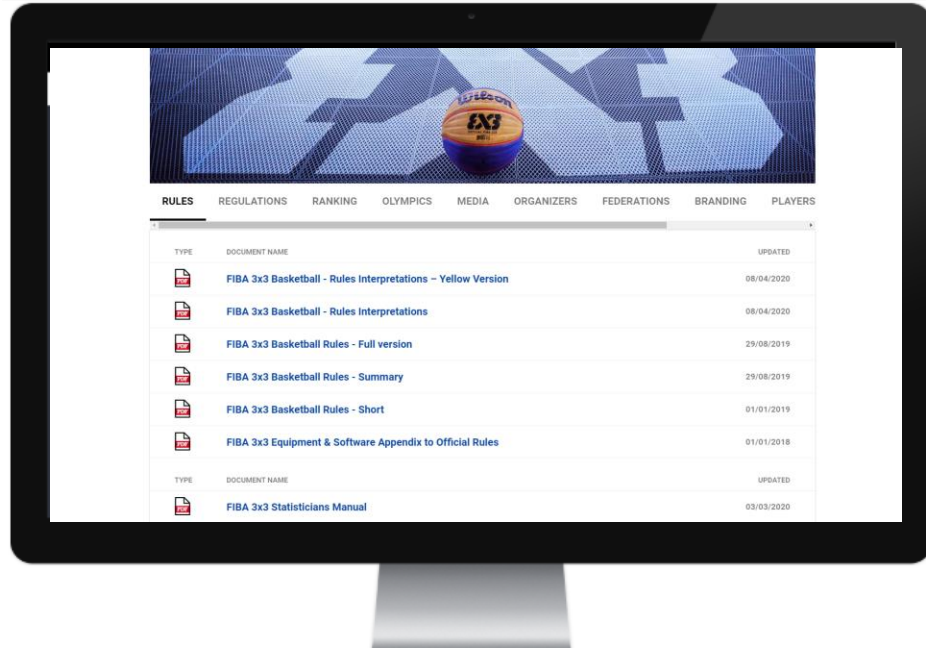 Wilson
3X3
RULES REGULATIONS RANKING OLYMPICS MEDIA ORGANIZERS FEDERATIONS BRANDING PLAYERS
TYPE DOCUMENT NAME UPDATED
PDF FIBA 3x3 Basketball - Rules Interpretations – Yellow Version 08/04/2020
PDF FIBA 3x3 Basketball - Rules Interpretations 08/04/2020
PDF FIBA 3x3 Basketball Rules - Full version 29/08/2019
PDF FIBA 3x3 Basketball Rules - Summary 29/08/2019
PDF FIBA 3x3 Basketball Rules - Short 01/01/2019
PDF FIBA 3x3 Equipment & Software Appendix to Official Rules 01/01/2018
TYPE DOCUMENT NAME UPDATED
PDF FIBA 3x3 Statisticians Manual 03/03/2020